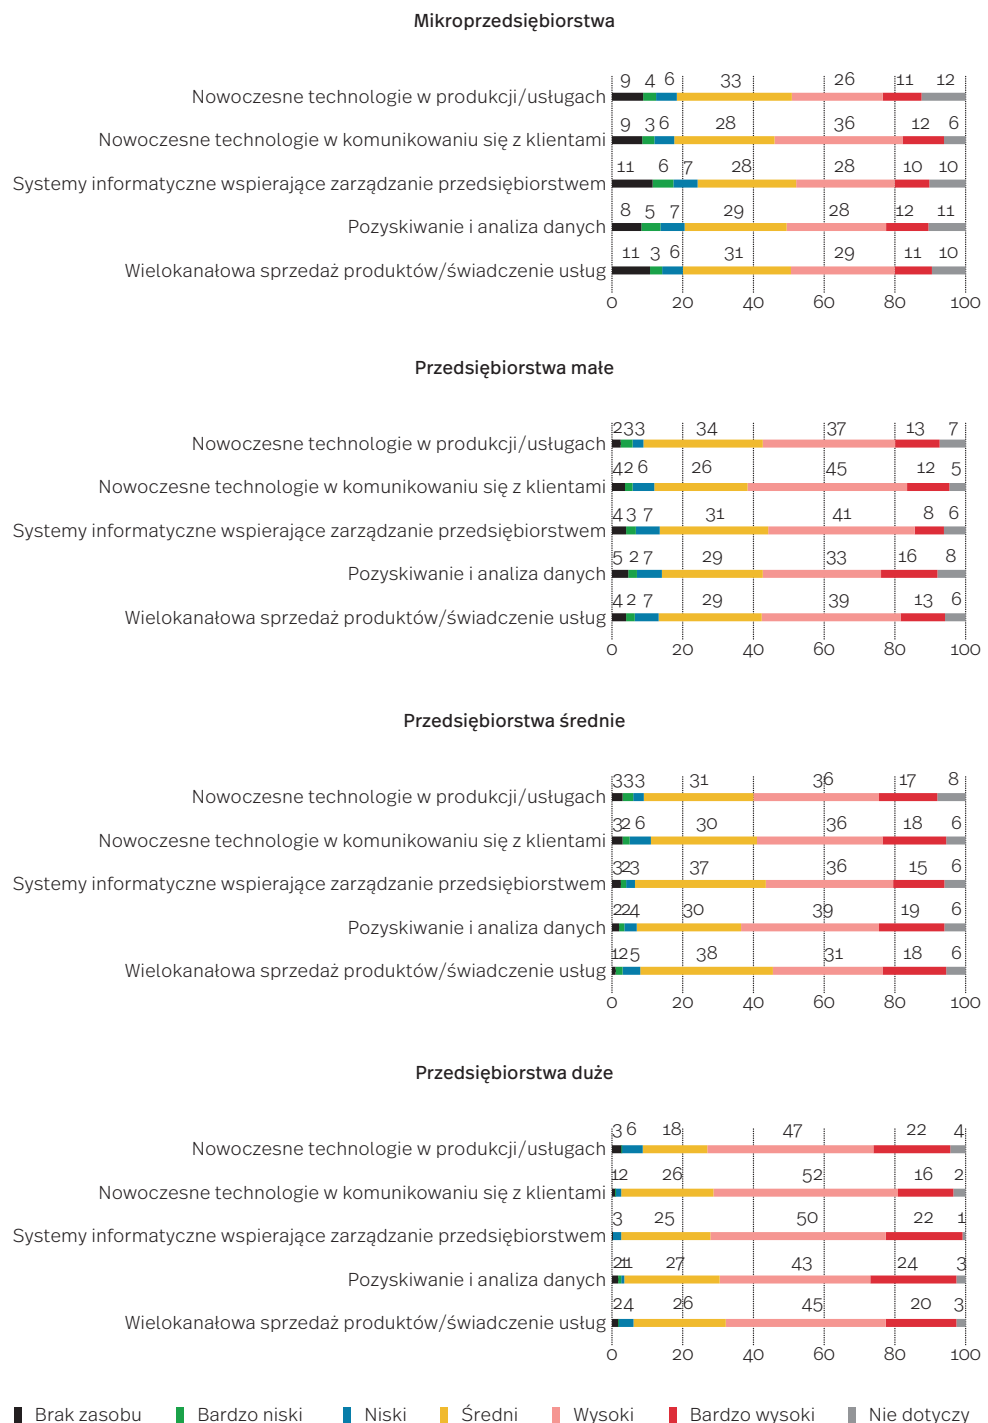 Mikroprzedsiębiorstwa
9 4 6 33 26 11 12
Nowoczesne technologie w produkcji/usługach
9 3 6 28 36 12 6
Nowoczesne technologie w komunikowaniu się z klientami
11 6 7 28 28 10 10
Systemy informatyczne wspierające zarządzanie przedsiębiorstwem
8 5 7 29 28 12 11
Pozyskiwanie i analiza danych
11 3 6 31 29 11 10
Wielokanałowa sprzedaż produktów/świadczenie usług
0 20 40 60 80 100
Przedsiębiorstwa małe
2 3 3 34 37 13 7
Nowoczesne technologie w produkcji/usługach
4 2 6 26 45 12 5
Nowoczesne technologie w komunikowaniu się z klientami
4 3 7 31 41 8 6
Systemy informatyczne wspierające zarządzanie przedsiębiorstwem
5 2 7 29 33 16 8
Pozyskiwanie i analiza danych
4 2 7 29 39 13 6
Wielokanałowa sprzedaż produktów/świadczenie usług
0 20 40 60 80 100
Przedsiębiorstwa średnie
3 3 3 31 36 17 8
Nowoczesne technologie w produkcji/usługach
3 2 6 30 36 18 6
Nowoczesne technologie w komunikowaniu się z klientami
3 2 3 37 36 15 6
Systemy informatyczne wspierające zarządzanie przedsiębiorstwem
2 2 4 30 39 19 6
Pozyskiwanie i analiza danych
1 2 5 38 31 18 6
Wielokanałowa sprzedaż produktów/świadczenie usług
0 20 40 60 80 100
Przedsiębiorstwa duże
3 6 18 47 22 4
Nowoczesne technologie w produkcji/usługach
1 2 26 52 16 2
Nowoczesne technologie w komunikowaniu się z klientami
3 25 50 22 1
Systemy informatyczne wspierające zarządzanie przedsiębiorstwem
2 1 1 27 43 24 3
Pozyskiwanie i analiza danych
2 4 26 45 20 3
Wielokanałowa sprzedaż produktów/świadczenie usług
0 20 40 60 80 100
Brak zasobu Bardzo niski Niski Średni Wysoki Bardzo wysoki Nie dotyczy